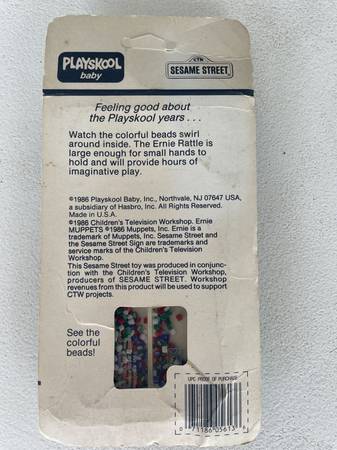 PLAYSKOOL
baby
CTW
SESAME STREET
Feeling good about
the Playskool years . . .
Watch the colorful beads swirl
around inside. The Ernie Rattle is
large enough for small hands to
hold and will provide hours of
imaginative play.
©1986 Playskool Baby, Inc., Northvale, NJ 07647 USA,
a subsidiary of Hasbro, Inc. All Rights Reserved.
Made in U.S.A.
©1986 Children's Television Workshop. Ernie
MUPPETS ©1986 Muppets, Inc. Ernie is a
trademark of Muppets, Inc. Sesame Street and
the Sesame Street Sign are trademarks and
service marks of the Children's Television
Workshop.
This Sesame Street toy was produced in conjunc-
tion with the Children's Television Workshop,
producers of SESAME STREET. Workshop
revenues from this product will be used to support
CTW projects.
See the
colorful
beads!
UPC PROOF OF PURCHASE
0 71186 05613